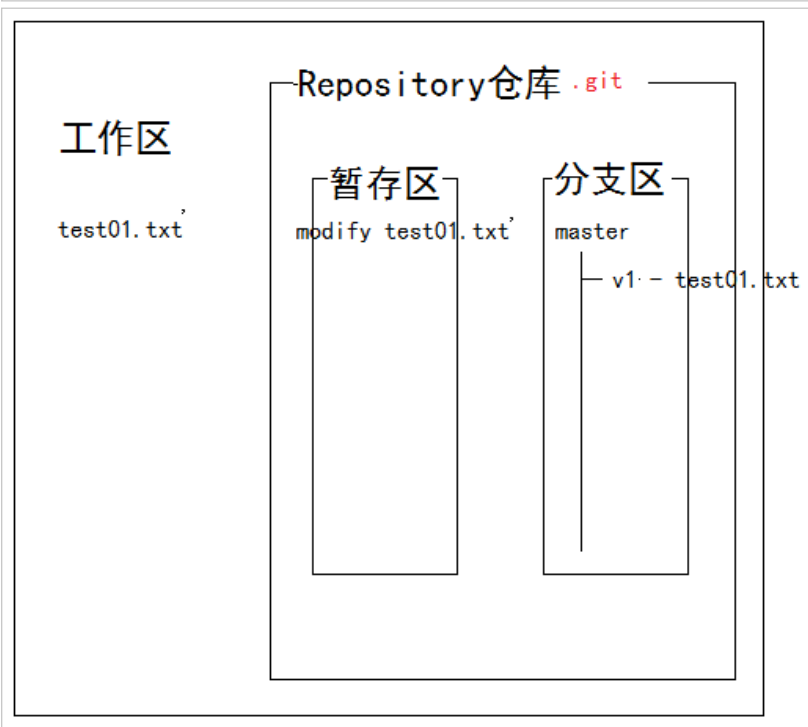 Repository仓库 .git
工作区
暂存区
分支区
test01.txt'
modify test01.txt'
master
v1 - test01.txt